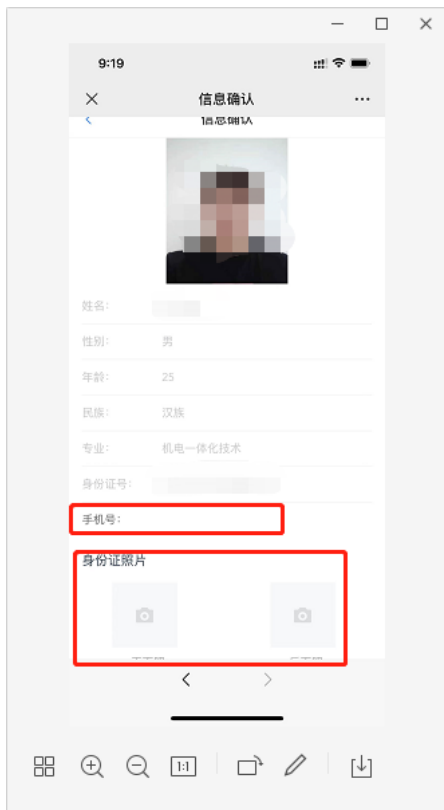 9:19
信息确认
信息确认
姓名:
性别: 男
年龄: 25
民族: 汉族
专业: 机电一体化技术
身份证号:
手机号:
身份证照片
1:1